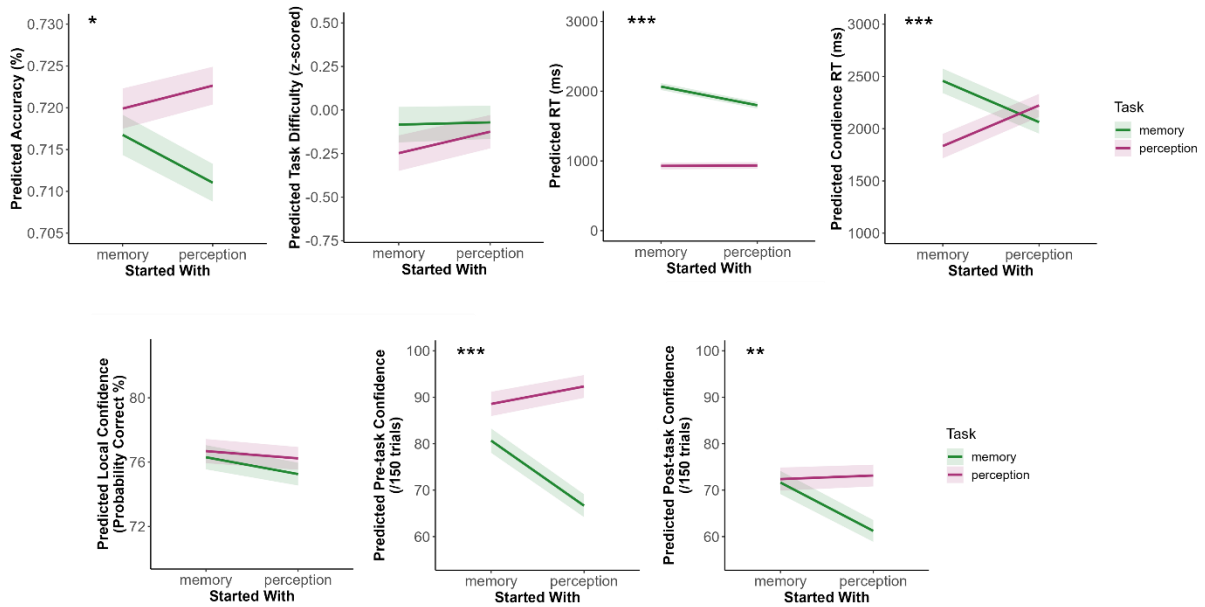 Predicted Accuracy (%)
0.730
0.725
0.720
0.715
0.710
0.705
*
memory perception
Started With
Predicted Task Difficulty (z-scored)
0.50
0.25
0.00
-0.25
-0.50
-0.75
memory perception
Started With
Predicted RT (ms)
3000
2000
1000
0
***
memory perception
Started With
Predicted Condience RT (ms)
3000
2500
2000
1500
1000
***
memory perception
Started With
Task
memory
perception
Predicted Local Confidence
(Probability Correct %)
80
76
72
memory perception
Started With
Predicted Pre-task Confidence
(/150 trials)
100
90
80
70
60
***
memory perception
Started With
Predicted Post-task Confidence
(/150 trials)
100
90
80
70
60
**
memory perception
Started With
Task
memory
perception